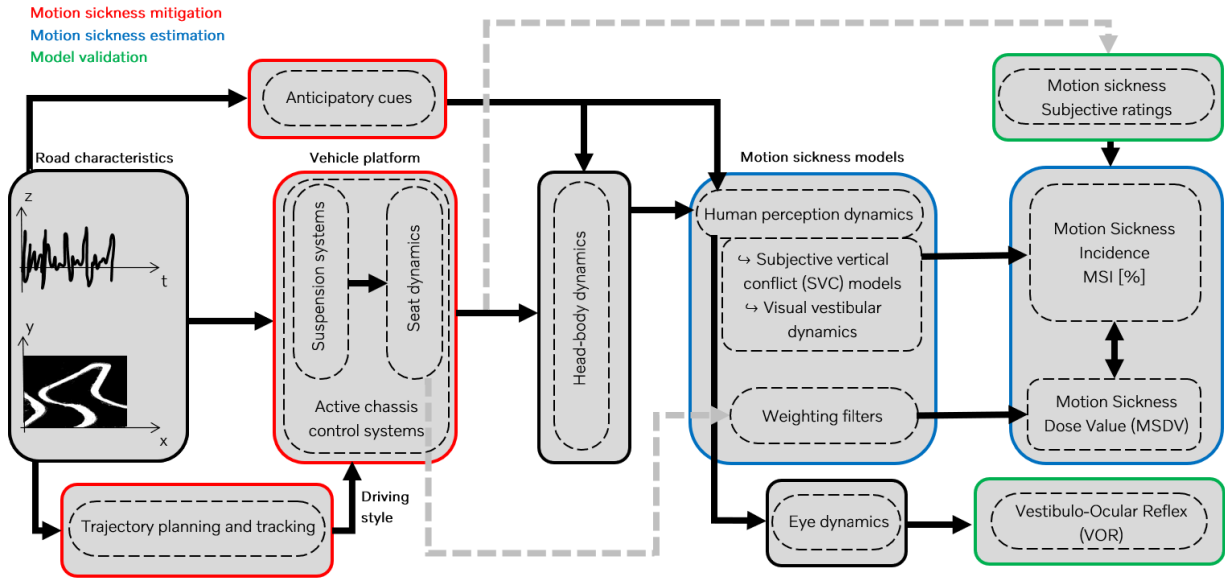 Motion sickness mitigation
Motion sickness estimation
Model validation
Anticipatory cues
Motion sickness
Subjective ratings
Road characteristics
Vehicle platform
Motion sickness models
z
t
y
x
Suspension systems
Seat dynamics
Active chassis
control systems
Head-body dynamics
Human perception dynamics
↪ Subjective vertical
conflict (SVC) models
↪ Visual vestibular
dynamics
Weighting filters
Motion Sickness
Incidence
MSI [%]
Motion Sickness
Dose Value (MSDV)
Trajectory planning and tracking
Driving
style
Eye dynamics
Vestibulo-Ocular Reflex
(VOR)